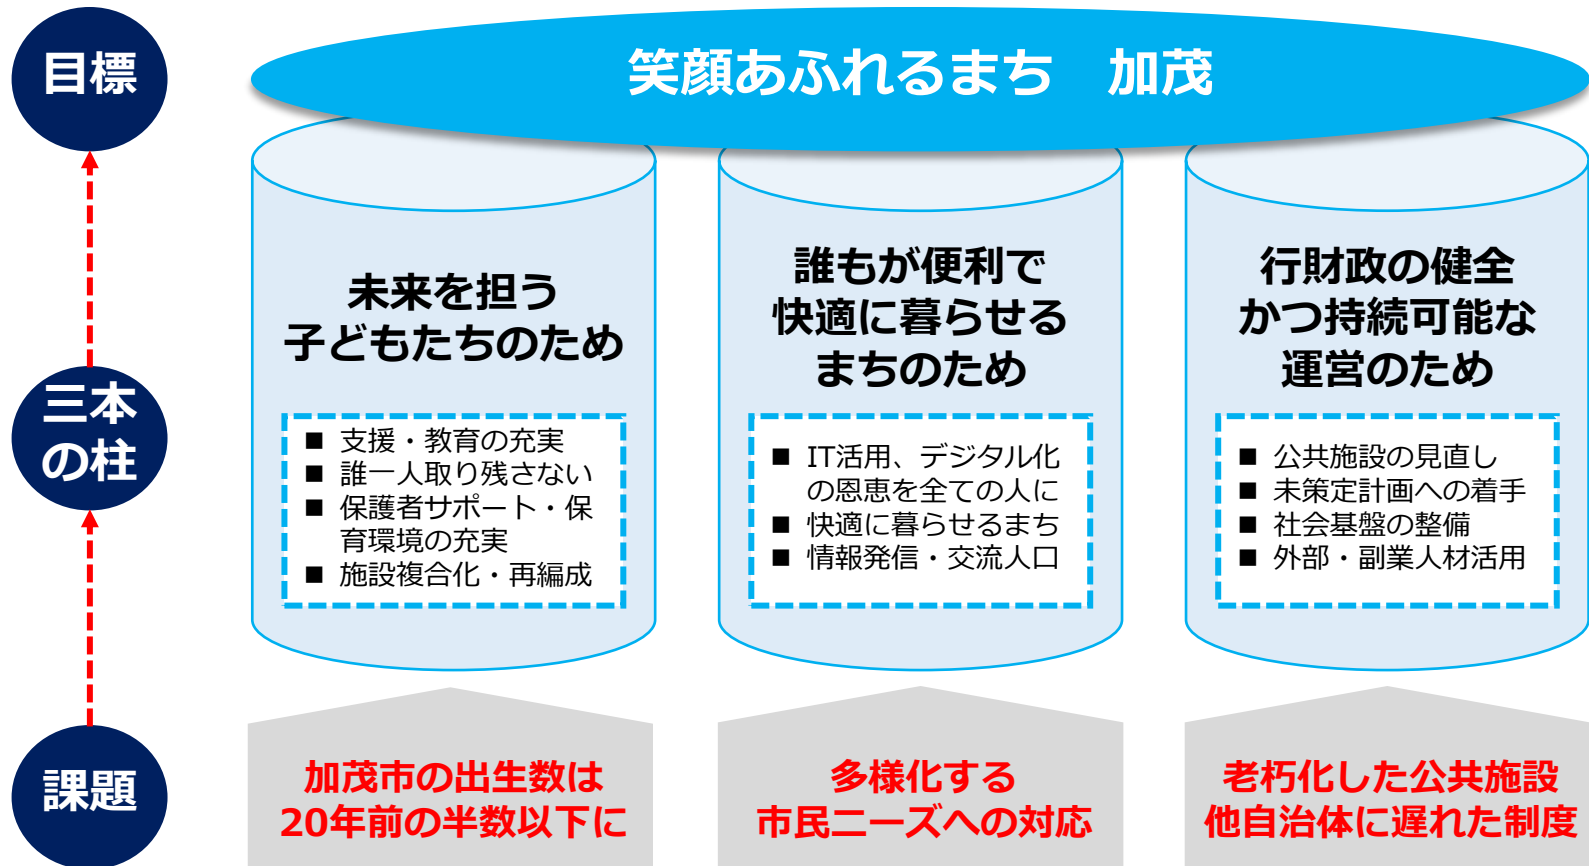 目標
笑顔あふれるまち　加茂
三本
の柱
未来を担う
子どもたちのため
■ 支援・教育の充実
■ 誰一人取り残さない
■ 保護者サポート・保
育環境の充実
■ 施設複合化・再編成
誰もが便利で
快適に暮らせる
まちのため
■ IT活用、デジタル化
の恩恵を全ての人に
■ 快適に暮らせるまち
■ 情報発信・交流人口
行財政の健全
かつ持続可能な
運営のため
■ 公共施設の見直し
■ 未策定計画への着手
■ 社会基盤の整備
■ 外部・副業人材活用
課題
加茂市の出生数は
20年前の半数以下に
多様化する
市民ニーズへの対応
老朽化した公共施設
他自治体に遅れた制度